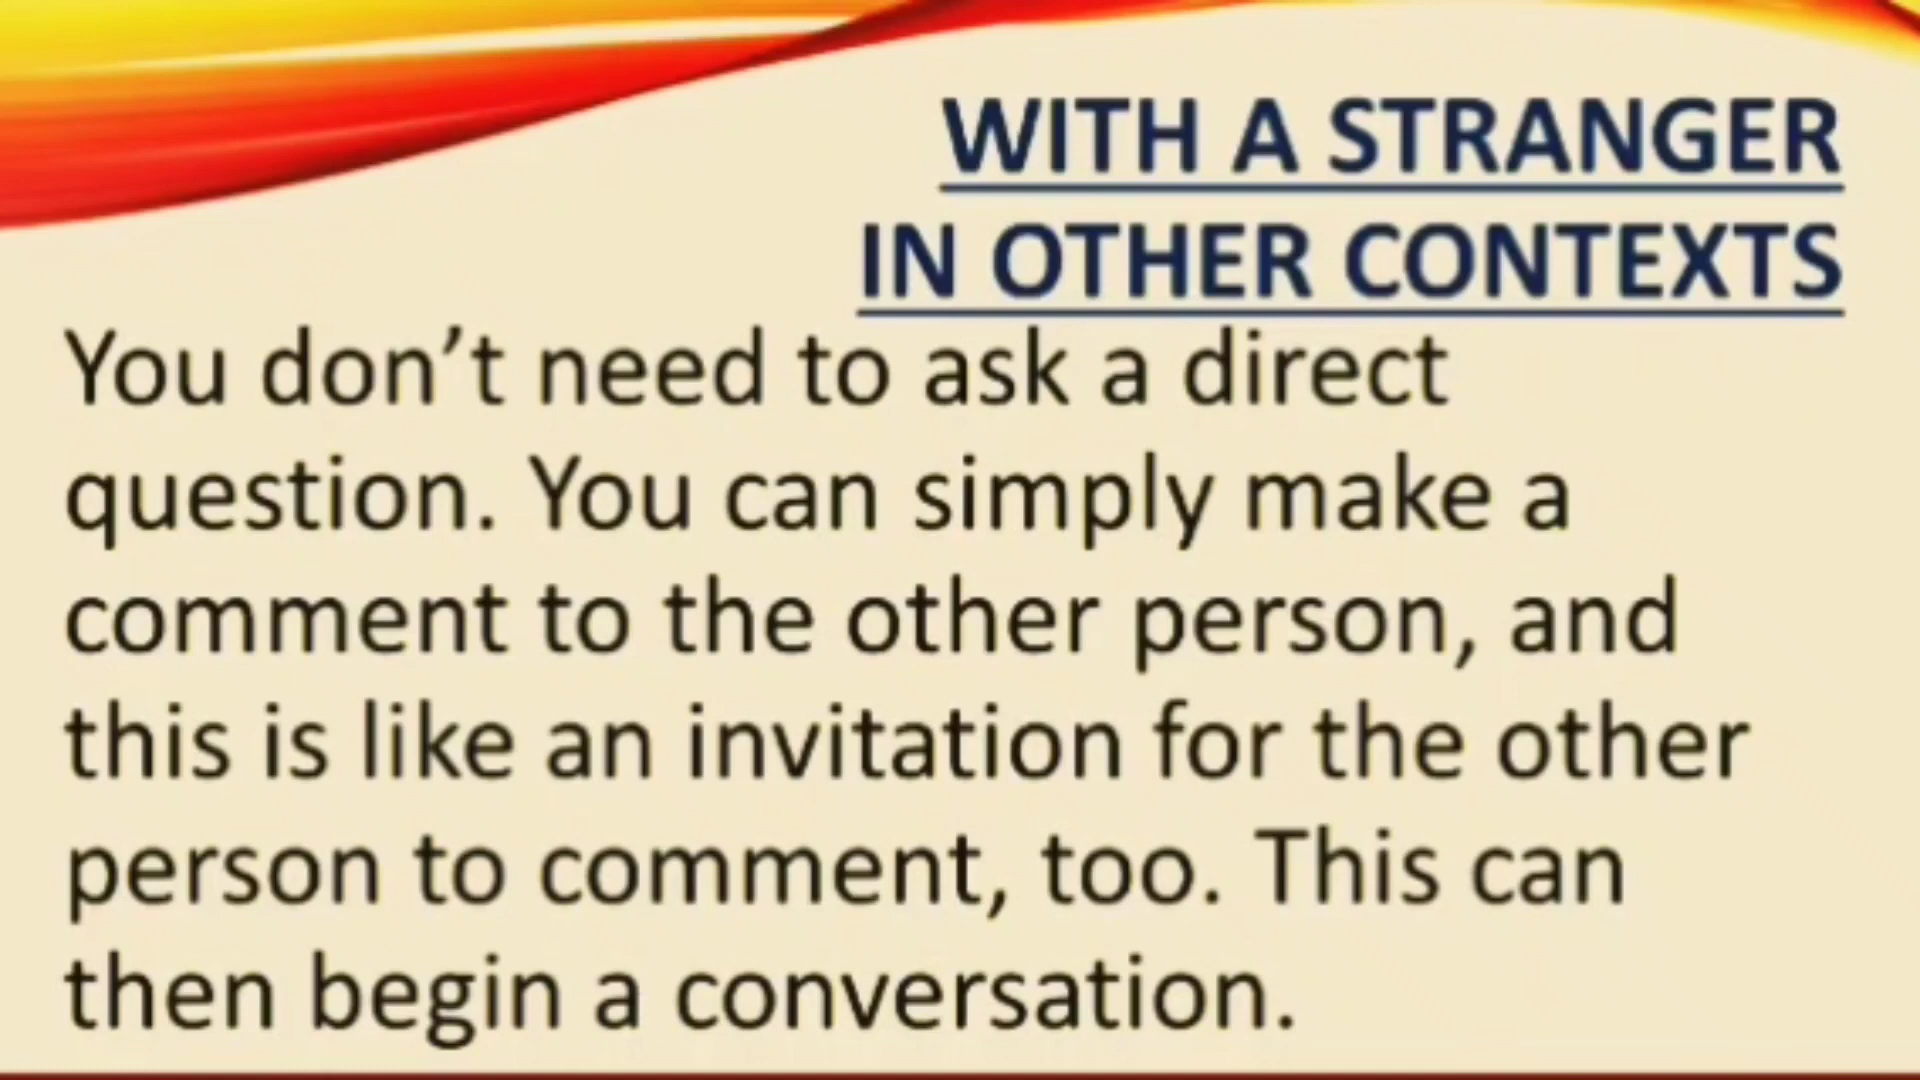 WITH A STRANGER
IN OTHER CONTEXTS
You don’t need to ask a direct
question. You can simply make a
comment to the other person, and
this is like an invitation for the other
person to comment, too. This can
then begin a conversation.